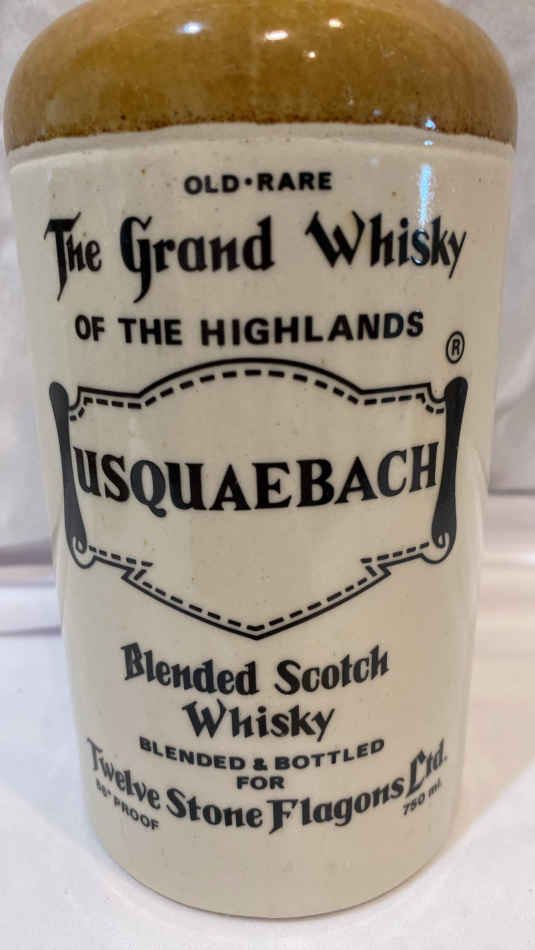 OLD•RARE
The Grand Whisky
OF THE HIGHLANDS
®
USQUAEBACH
Blended Scotch
Whisky
BLENDED & BOTTLED
FOR
Twelve Stone Flagons Ltd.
PROOF 750 ml.